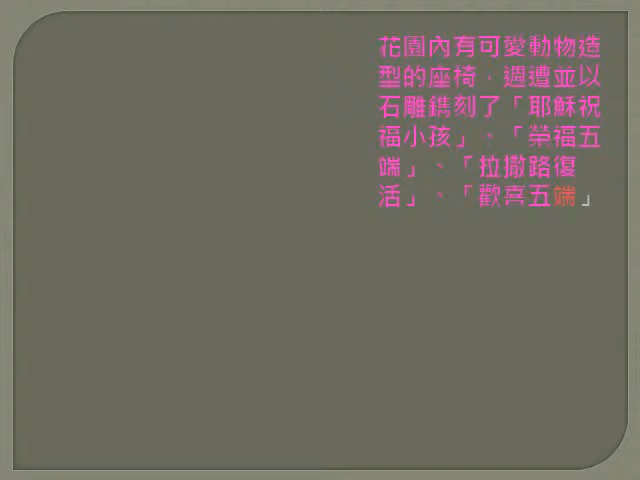 花園內有可愛動物造
型的座椅，週遭並以
石雕鐫刻了「耶穌祝
福小孩」、「榮福五
端」、「拉撒路復
活」、「歡喜五端」